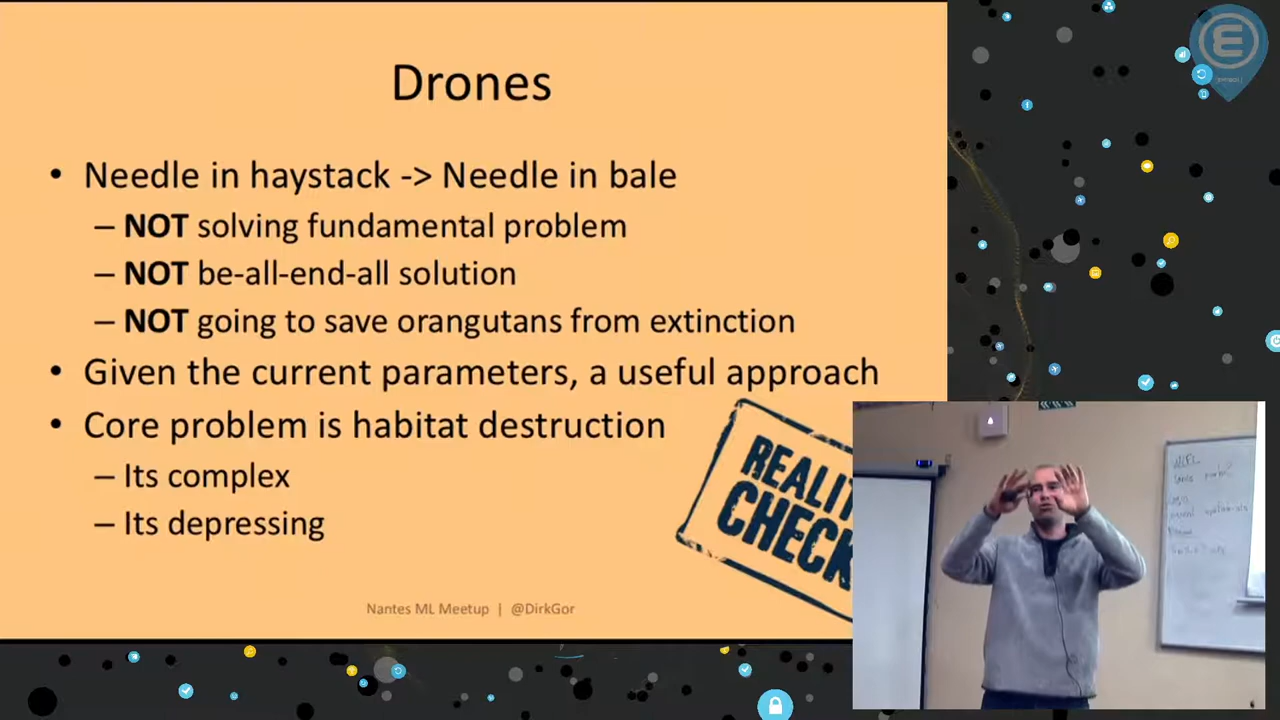 Drones
• Needle in haystack -> Needle in bale
– NOT solving fundamental problem
– NOT be-all-end-all solution
– NOT going to save orangutans from extinction
• Given the current parameters, a useful approach
• Core problem is habitat destruction
– Its complex
– Its depressing
CHECK
Nantes ML Meetup | @DirkGor